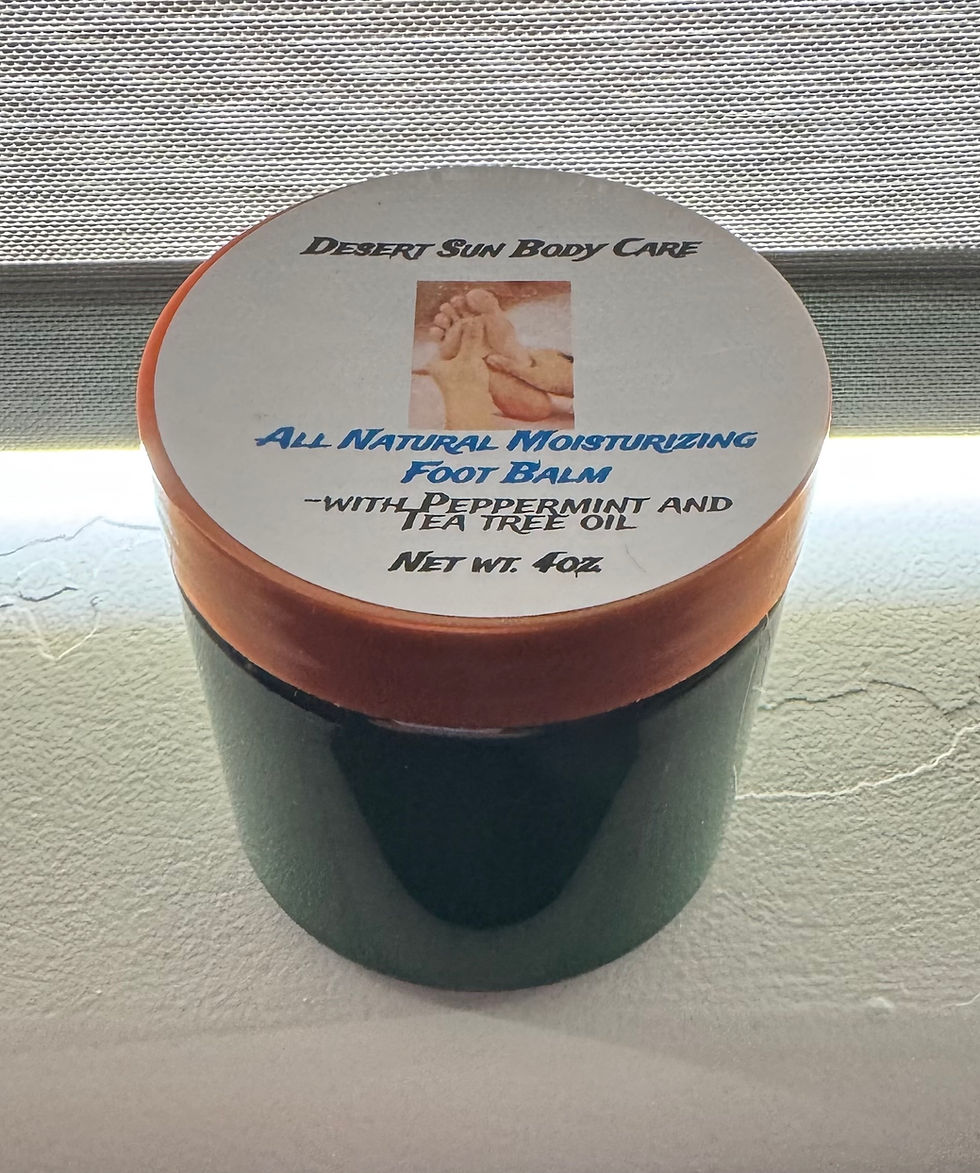 Desert Sun Body Care
All Natural Moisturizing
Foot Balm
~with Peppermint and
Tea tree oil
Net wt. 4oz.